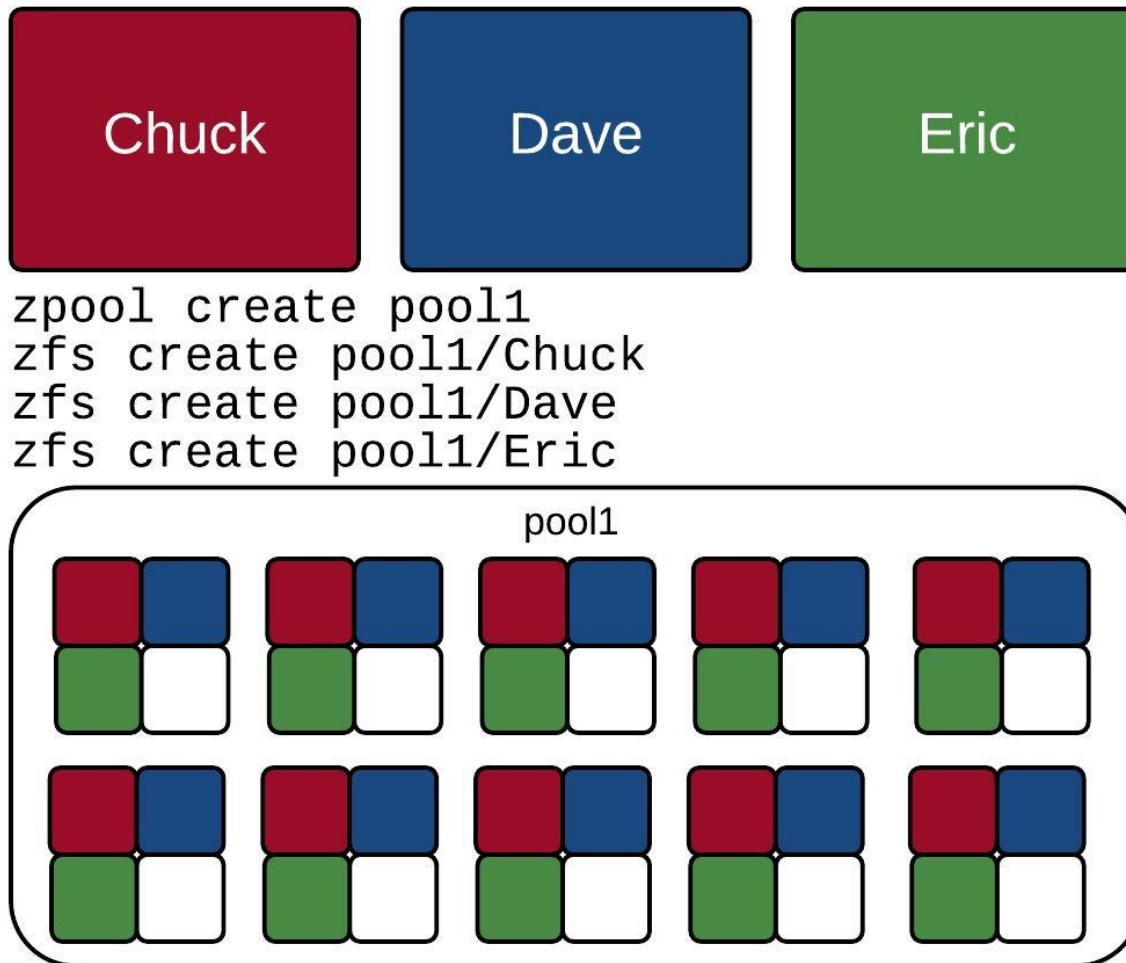 Chuck
Dave
Eric
zpool create pool1
zfs create pool1/Chuck
zfs create pool1/Dave
zfs create pool1/Eric
pool1